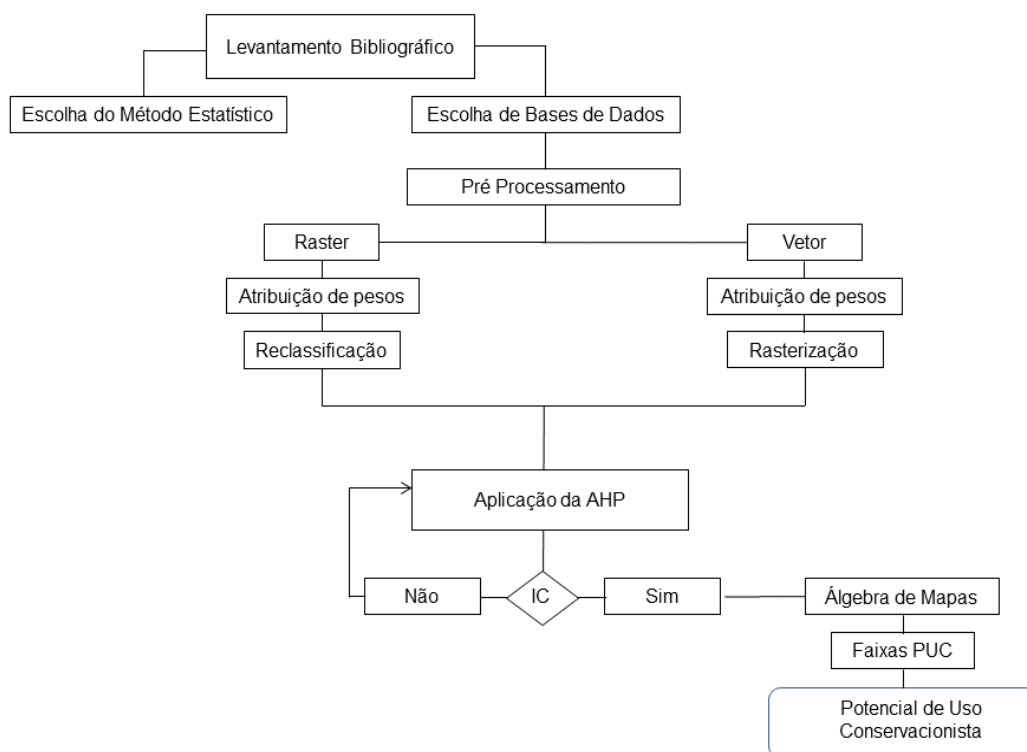 Levantamento Bibliográfico
Escolha do Método Estatístico
Escolha de Bases de Dados
Pré Processamento
Raster
Vetor
Atribuição de pesos
Atribuição de pesos
Reclassificação
Rasterização
Aplicação da AHP
Não
IC
Sim
Álgebra de Mapas
Faixas PUC
Potencial de Uso
Conservacionista